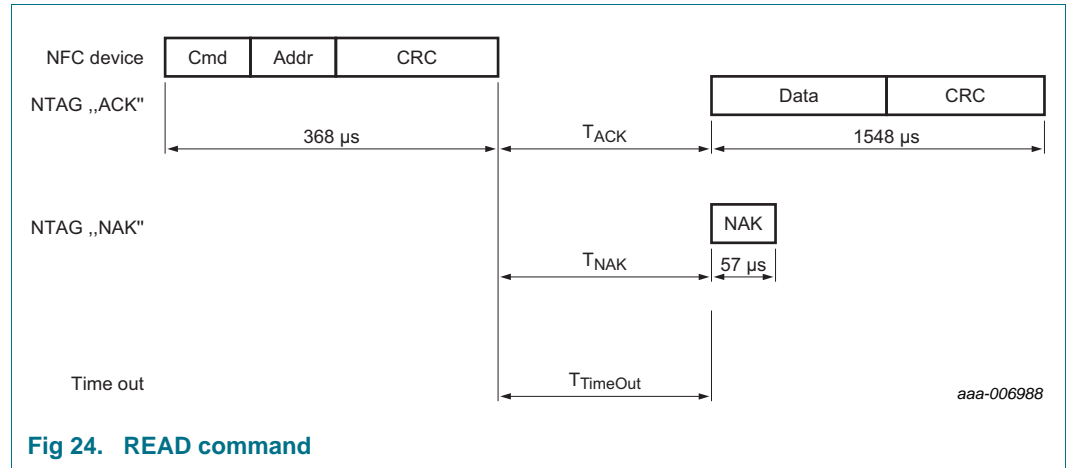 NFC device Cmd Addr CRC
NTAG ,,ACK" Data CRC
368 µs TACK 1548 µs
NTAG ,,NAK" NAK
TNAK 57 µs
Time out TTimeOut aaa-006988
Fig 24. READ command